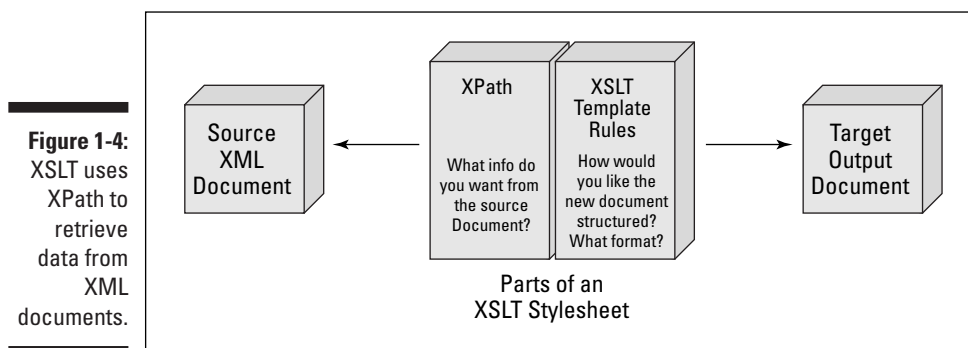 Figure 1-4:
XSLT uses
XPath to
retrieve
data from
XML
documents.
Source
XML
Document
XPath
What info do
you want from
the source
Document?
XSLT
Template
Rules
How would
you like the
new document
structured?
What format?
Target
Output
Document
Parts of an
XSLT Stylesheet